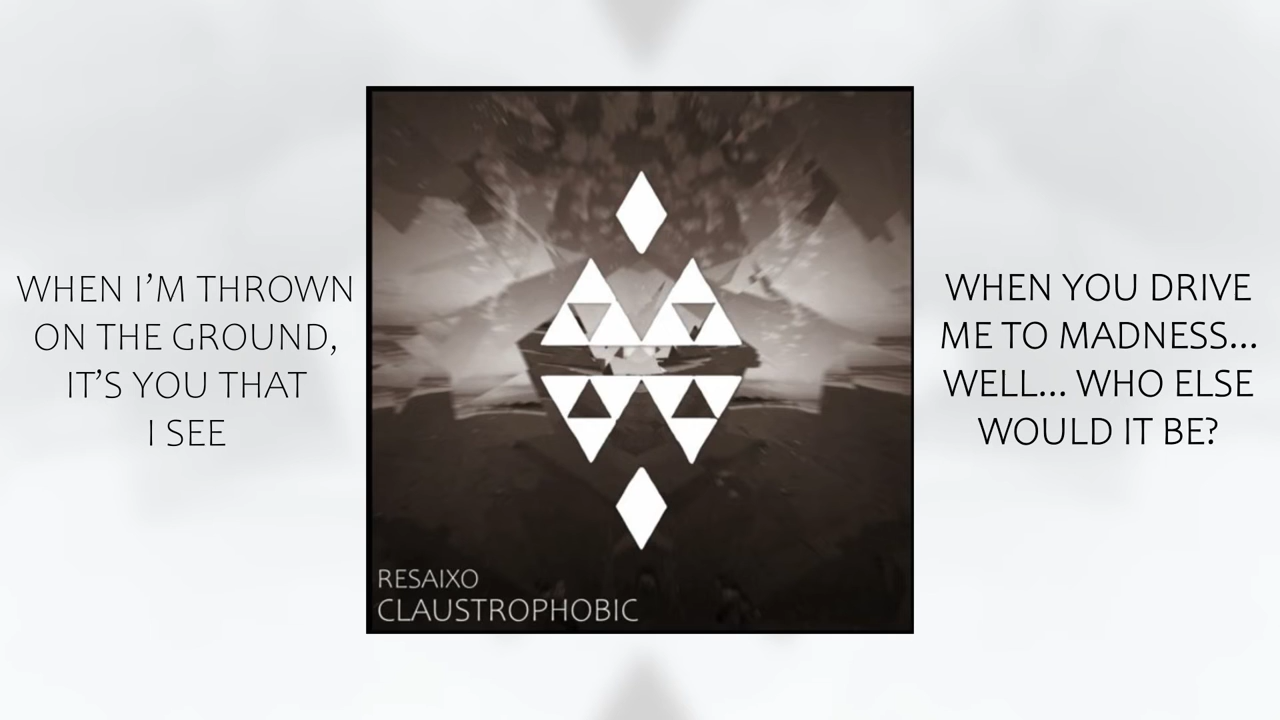 WHEN I'M THROWN
ON THE GROUND,
IT'S YOU THAT
I SEE
RESAIXO
CLAUSTROPHOBIC
WHEN YOU DRIVE
ME TO MADNESS...
WELL... WHO ELSE
WOULD IT BE?